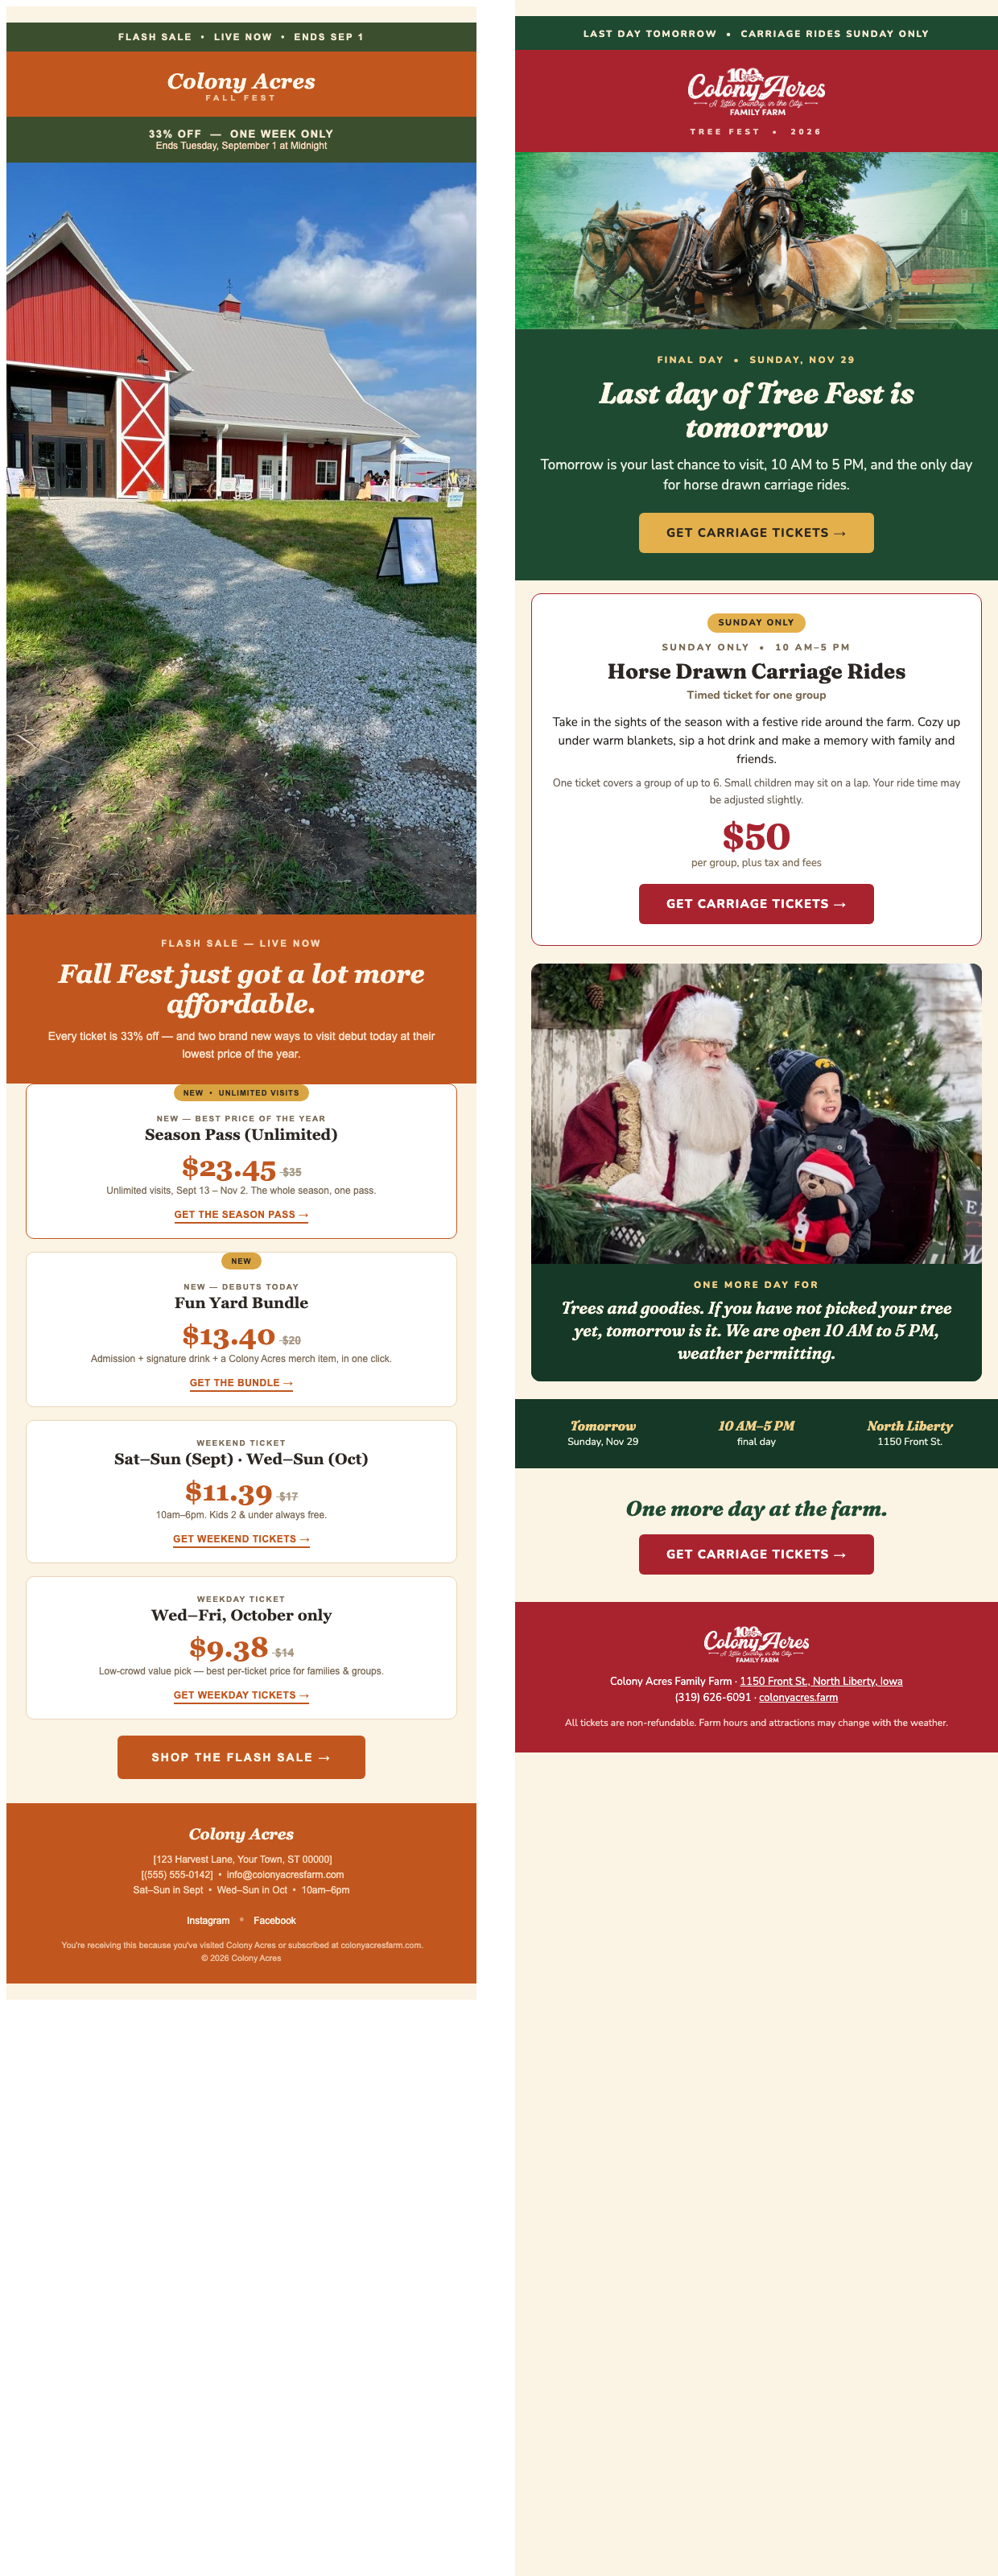 FLASH SALE • LIVE NOW • ENDS SEP 1
Colony Acres
FALL FEST
33% OFF — ONE WEEK ONLY
Ends Tuesday, September 1 at Midnight
FLASH SALE — LIVE NOW
Fall Fest just got a lot more
affordable.
Every ticket is 33% off — and two brand new ways to visit debut today at their
lowest price of the year.
NEW • UNLIMITED VISITS
NEW — BEST PRICE OF THE YEAR
Season Pass (Unlimited)
$23.45 $35
Unlimited visits, Sept 13 – Nov 2. The whole season, one pass.
GET THE SEASON PASS →
NEW
NEW — DEBUTS TODAY
Fun Yard Bundle
$13.40 $20
Admission + signature drink + a Colony Acres merch item, in one click.
GET THE BUNDLE →
WEEKEND TICKET
Sat–Sun (Sept) · Wed–Sun (Oct)
$11.39 $17
10am–6pm. Kids 2 & under always free.
GET WEEKEND TICKETS →
WEEKDAY TICKET
Wed–Fri, October only
$9.38 $14
Low-crowd value pick — best per-ticket price for families & groups.
GET WEEKDAY TICKETS →
SHOP THE FLASH SALE →
Colony Acres
[123 Harvest Lane, Your Town, ST 00000]
[(555) 555-0142] • info@colonyacresfarm.com
Sat–Sun in Sept • Wed–Sun in Oct • 10am–6pm
Instagram • Facebook
You're receiving this because you've visited Colony Acres or subscribed at colonyacresfarm.com.
© 2026 Colony Acres
LAST DAY TOMORROW • CARRIAGE RIDES SUNDAY ONLY
100
Colony Acres
A Little Country, in the City
FAMILY FARM
TREE FEST • 2026
FINAL DAY • SUNDAY, NOV 29
Last day of Tree Fest is
tomorrow
Tomorrow is your last chance to visit, 10 AM to 5 PM, and the only day
for horse drawn carriage rides.
GET CARRIAGE TICKETS →
SUNDAY ONLY
SUNDAY ONLY • 10 AM–5 PM
Horse Drawn Carriage Rides
Timed ticket for one group
Take in the sights of the season with a festive ride around the farm. Cozy up
under warm blankets, sip a hot drink and make a memory with family and
friends.
One ticket covers a group of up to 6. Small children may sit on a lap. Your ride time may
be adjusted slightly.
$50
per group, plus tax and fees
GET CARRIAGE TICKETS →
ONE MORE DAY FOR
Trees and goodies. If you have not picked your tree
yet, tomorrow is it. We are open 10 AM to 5 PM,
weather permitting.
Tomorrow
Sunday, Nov 29
10 AM–5 PM
final day
North Liberty
1150 Front St.
One more day at the farm.
GET CARRIAGE TICKETS →
100
Colony Acres
A Little Country, in the City
FAMILY FARM
Colony Acres Family Farm · 1150 Front St., North Liberty, Iowa
(319) 626-6091 · colonyacres.farm
All tickets are non-refundable. Farm hours and attractions may change with the weather.